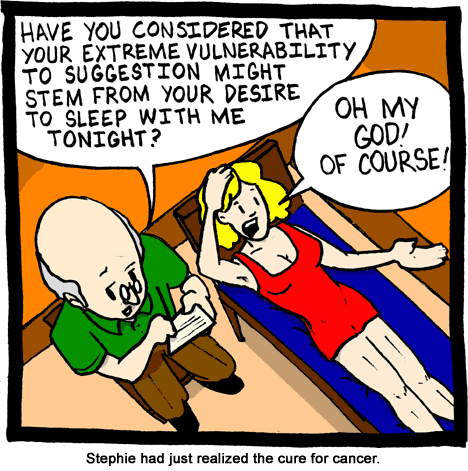 HAVE YOU CONSIDERED THAT
YOUR EXTREME VULNERABILITY
TO SUGGESTION MIGHT
STEM FROM YOUR DESIRE
TO SLEEP WITH ME
TONIGHT?
OH MY
GOD!
OF COURSE!
Stephie had just realized the cure for cancer.